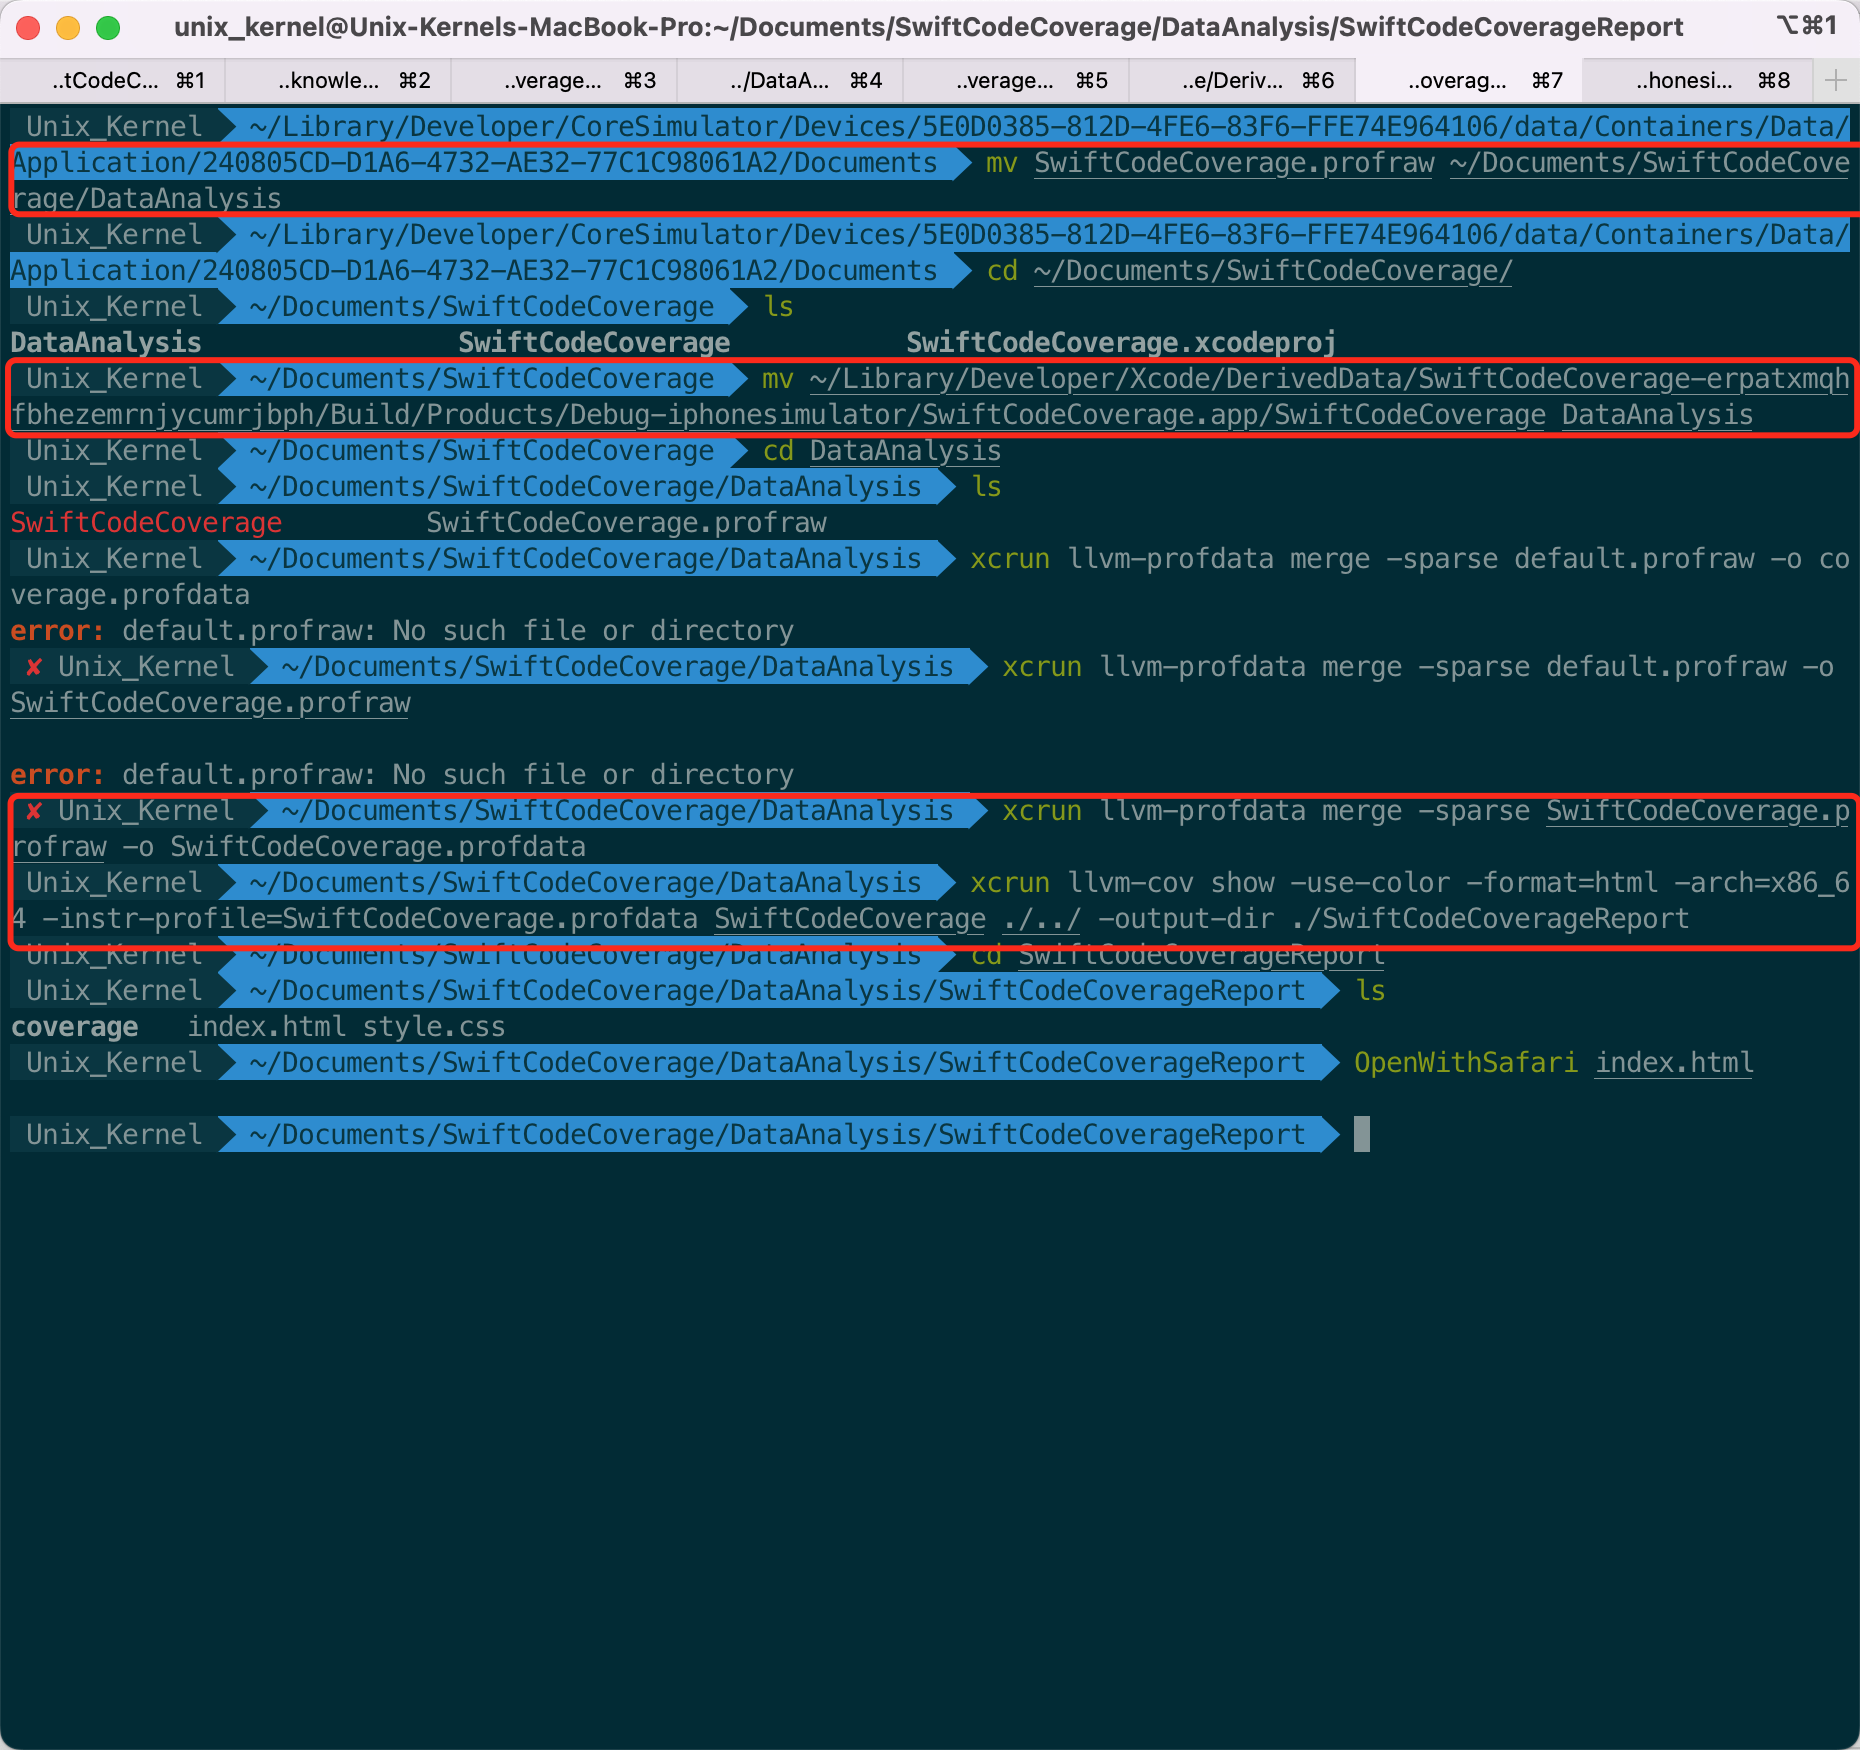 unix_kernel@Unix-Kernels-MacBook-Pro:~/Documents/SwiftCodeCoverage/DataAnalysis/SwiftCodeCoverageReport ⌥⌘1
..tCodeC... ⌘1 ..knowle... ⌘2 ..verage... ⌘3 ../DataA... ⌘4 ..verage... ⌘5 ..e/Deriv... ⌘6 ..overag... ⌘7 ..honesi... ⌘8 +
Unix_Kernel ~/Library/Developer/CoreSimulator/Devices/5E0D0385-812D-4FE6-83F6-FFE74E964106/data/Containers/Data/
Application/240805CD-D1A6-4732-AE32-77C1C98061A2/Documents mv SwiftCodeCoverage.profraw ~/Documents/SwiftCodeCove
rage/DataAnalysis
Unix_Kernel ~/Library/Developer/CoreSimulator/Devices/5E0D0385-812D-4FE6-83F6-FFE74E964106/data/Containers/Data/
Application/240805CD-D1A6-4732-AE32-77C1C98061A2/Documents cd ~/Documents/SwiftCodeCoverage/
Unix_Kernel ~/Documents/SwiftCodeCoverage ls
DataAnalysis SwiftCodeCoverage SwiftCodeCoverage.xcodeproj
Unix_Kernel ~/Documents/SwiftCodeCoverage mv ~/Library/Developer/Xcode/DerivedData/SwiftCodeCoverage-erpatxmqh
fbhezemrnjycumrjbph/Build/Products/Debug-iphonesimulator/SwiftCodeCoverage.app/SwiftCodeCoverage DataAnalysis
Unix_Kernel ~/Documents/SwiftCodeCoverage cd DataAnalysis
Unix_Kernel ~/Documents/SwiftCodeCoverage/DataAnalysis ls
SwiftCodeCoverage SwiftCodeCoverage.profraw
Unix_Kernel ~/Documents/SwiftCodeCoverage/DataAnalysis xcrun llvm-profdata merge -sparse default.profraw -o co
verage.profdata
error: default.profraw: No such file or directory
✘ Unix_Kernel ~/Documents/SwiftCodeCoverage/DataAnalysis xcrun llvm-profdata merge -sparse default.profraw -o
SwiftCodeCoverage.profraw
error: default.profraw: No such file or directory
✘ Unix_Kernel ~/Documents/SwiftCodeCoverage/DataAnalysis xcrun llvm-profdata merge -sparse SwiftCodeCoverage.p
rofraw -o SwiftCodeCoverage.profdata
Unix_Kernel ~/Documents/SwiftCodeCoverage/DataAnalysis xcrun llvm-cov show -use-color -format=html -arch=x86_6
4 -instr-profile=SwiftCodeCoverage.profdata SwiftCodeCoverage ./../ -output-dir ./SwiftCodeCoverageReport
Unix_Kernel ~/Documents/SwiftCodeCoverage/DataAnalysis cd SwiftCodeCoverageReport
Unix_Kernel ~/Documents/SwiftCodeCoverage/DataAnalysis/SwiftCodeCoverageReport ls
coverage index.html style.css
Unix_Kernel ~/Documents/SwiftCodeCoverage/DataAnalysis/SwiftCodeCoverageReport OpenWithSafari index.html
Unix_Kernel ~/Documents/SwiftCodeCoverage/DataAnalysis/SwiftCodeCoverageReport